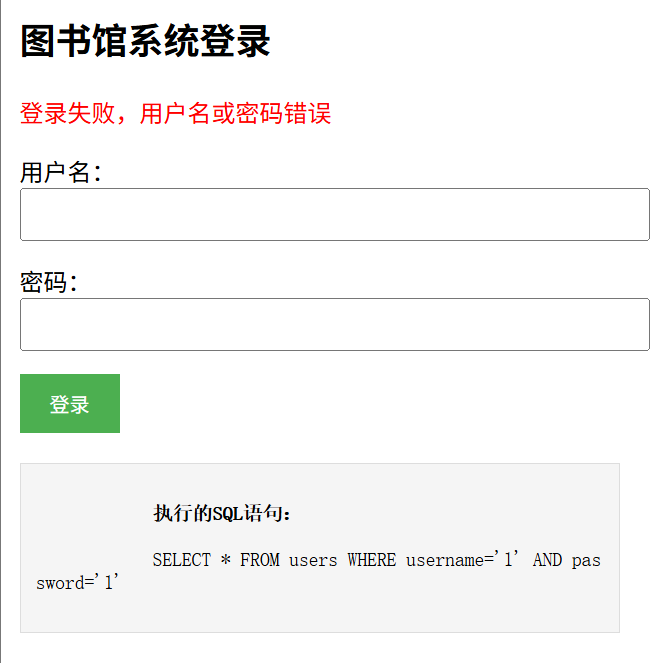 图书馆系统登录
登录失败，用户名或密码错误
用户名：
密码：
登录
执行的SQL语句：
SELECT * FROM users WHERE username='1' AND pas
sword='1'